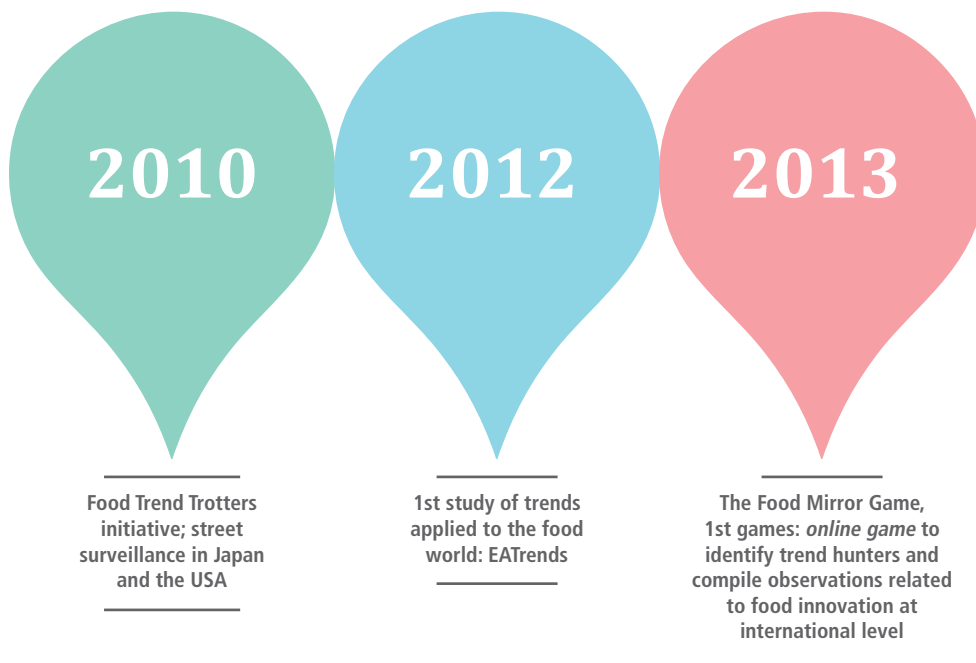 2010
2012
2013
Food Trend Trotters
initiative; street
surveillance in Japan
and the USA
1st study of trends
applied to the food
world: EATrends
The Food Mirror Game,
1st games: online game to
identify trend hunters and
compile observations related
to food innovation at
international level